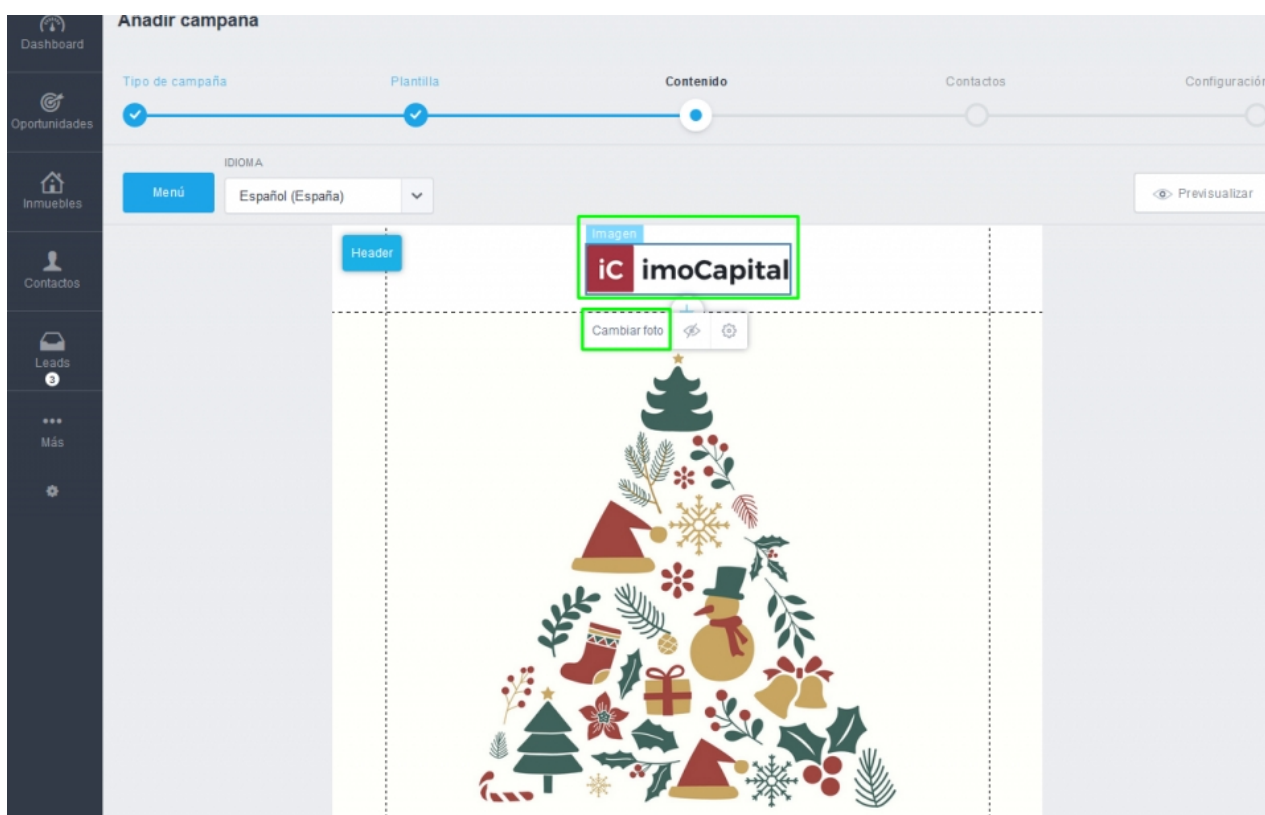 Añadir campaña
Dashboard
Oportunidades
Inmuebles
Contactos
Leads
3
Más
Tipo de campaña
Plantilla
Contenido
Contactos
Configuración
IDIOMA
Menú
Español (España)
Previsualizar
Header
Imagen
iC imoCapital
Cambiar foto